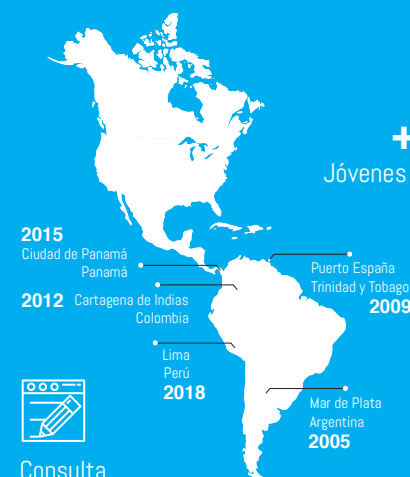 +
Jóvenes
2015
Ciudad de Panamá
Panamá
2012 Cartagena de Indias
Colombia
Puerto España
Trinidad y Tobago
2009
Lima
Perú
2018
Mar de Plata
Argentina
2005
Consulta